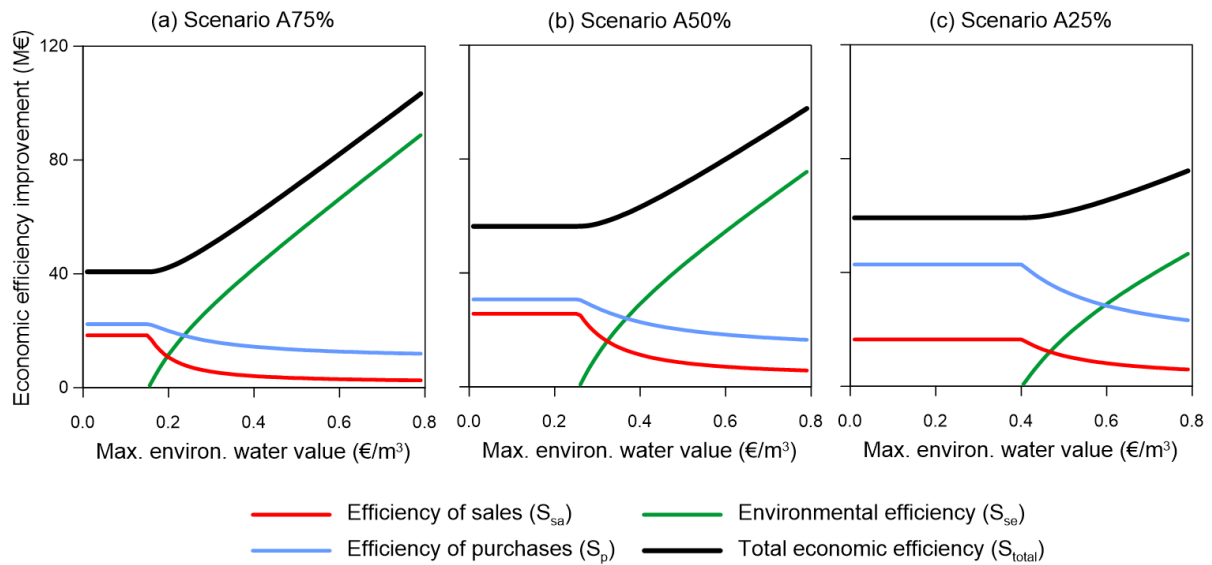 (a) Scenario A75%
(b) Scenario A50%
(c) Scenario A25%
Economic efficiency improvement (M€)
120
80
40
0
0.0 0.2 0.4 0.6 0.8
0.0 0.2 0.4 0.6 0.8
0.0 0.2 0.4 0.6 0.8
Max. environ. water value (€/m³)
Max. environ. water value (€/m³)
Max. environ. water value (€/m³)
Efficiency of sales (Ssa)
Environmental efficiency (Sse)
Efficiency of purchases (Sp)
Total economic efficiency (Stotal)